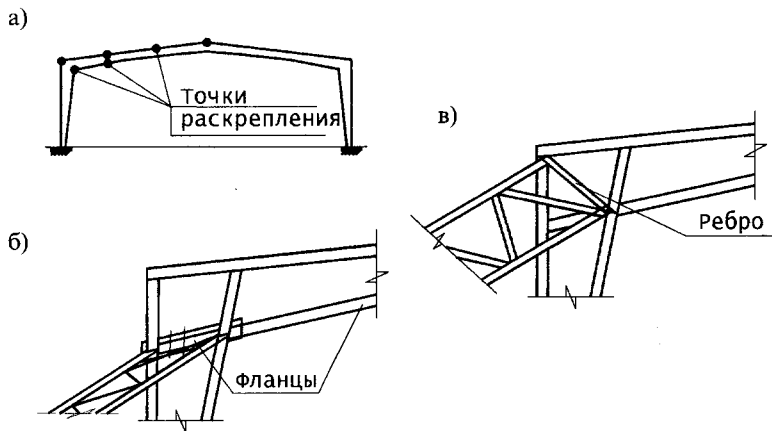 а)
Точки
раскрепления
в)
Ребро
б)
Фланцы